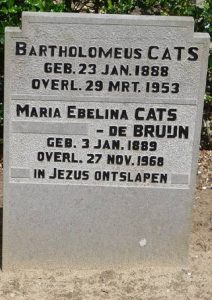 BARTHOLOMEUS CATS
GEB. 23 JAN. 1888
OVERL. 29 MRT. 1953
MARIA EBELINA CATS
- DE BRUIJN
GEB. 3 JAN. 1889
OVERL. 27 NOV. 1968
IN JEZUS ONTSLAPEN